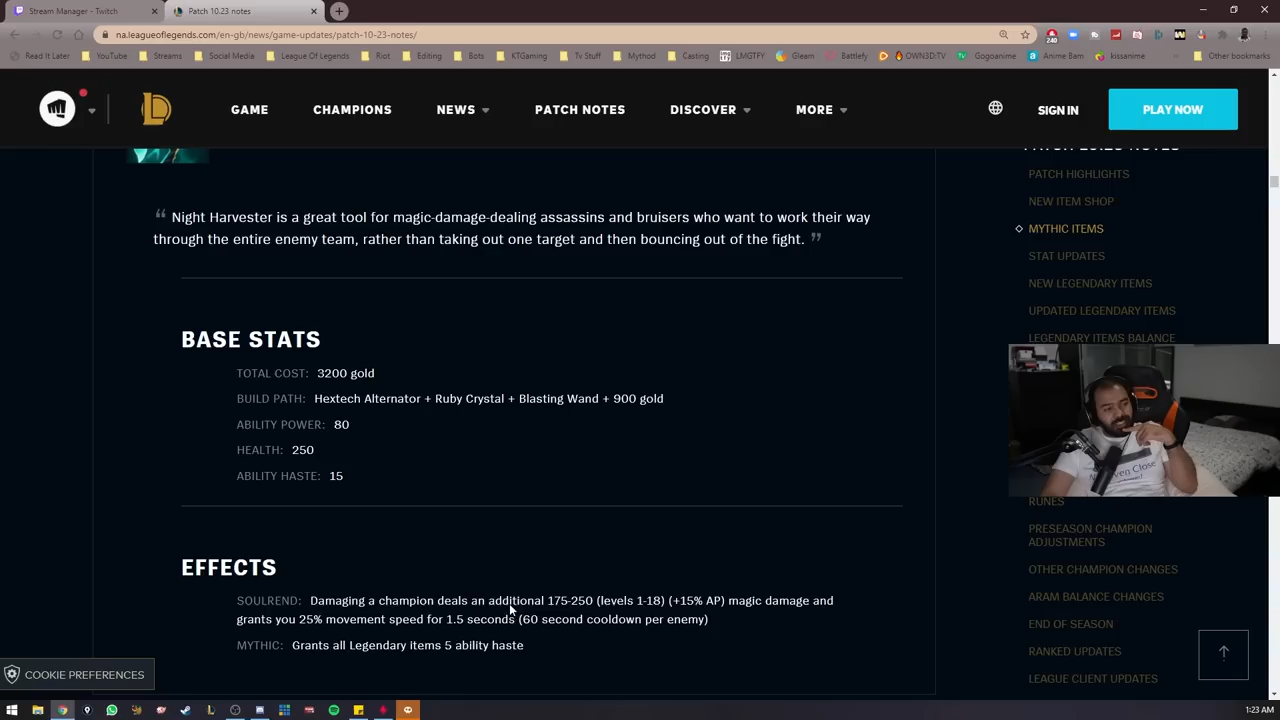 Stream Manager - Twitch
Patch 10.23 notes
na.leagueoflegends.com/en-gb/news/game-updates/patch-10-23-notes/
240
Read It Later YouTube Streams Social Media League Of Legends Riot Editing Bots KTGaming Tv Stuff Mythod Casting LMGTFY Gleam Battlefy OWN3D:TV Gogoanime Anime Bam kissanime Other bookmarks
GAME CHAMPIONS NEWS PATCH NOTES DISCOVER MORE SIGN IN PLAY NOW
PATCH 10.23 NOTES
PATCH HIGHLIGHTS
NEW ITEM SHOP
MYTHIC ITEMS
STAT UPDATES
NEW LEGENDARY ITEMS
UPDATED LEGENDARY ITEMS
LEGENDARY ITEMS BALANCE
RUNES
PRESEASON CHAMPION
ADJUSTMENTS
OTHER CHAMPION CHANGES
ARAM BALANCE CHANGES
END OF SEASON
RANKED UPDATES
LEAGUE CLIENT UPDATES
“ Night Harvester is a great tool for magic-damage-dealing assassins and bruisers who want to work their way
through the entire enemy team, rather than taking out one target and then bouncing out of the fight. ”
BASE STATS
TOTAL COST: 3200 gold
BUILD PATH: Hextech Alternator + Ruby Crystal + Blasting Wand + 900 gold
ABILITY POWER: 80
HEALTH: 250
ABILITY HASTE: 15
EFFECTS
SOULREND: Damaging a champion deals an additional 175-250 (levels 1-18) (+15% AP) magic damage and
grants you 25% movement speed for 1.5 seconds (60 second cooldown per enemy)
MYTHIC: Grants all Legendary items 5 ability haste
COOKIE PREFERENCES
1:23 AM